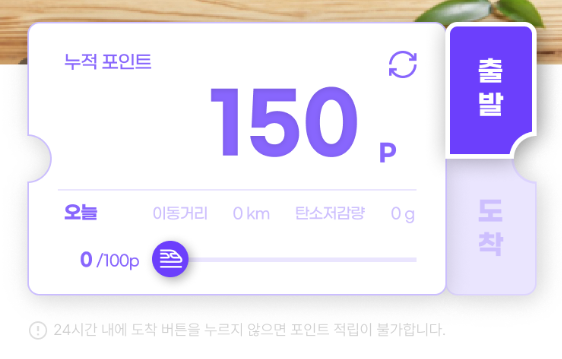 누적 포인트
150 P
출발
오늘 이동거리 0 km 탄소저감량 0 g
0 /100p
도착
24시간 내에 도착 버튼을 누르지 않으면 포인트 적립이 불가합니다.